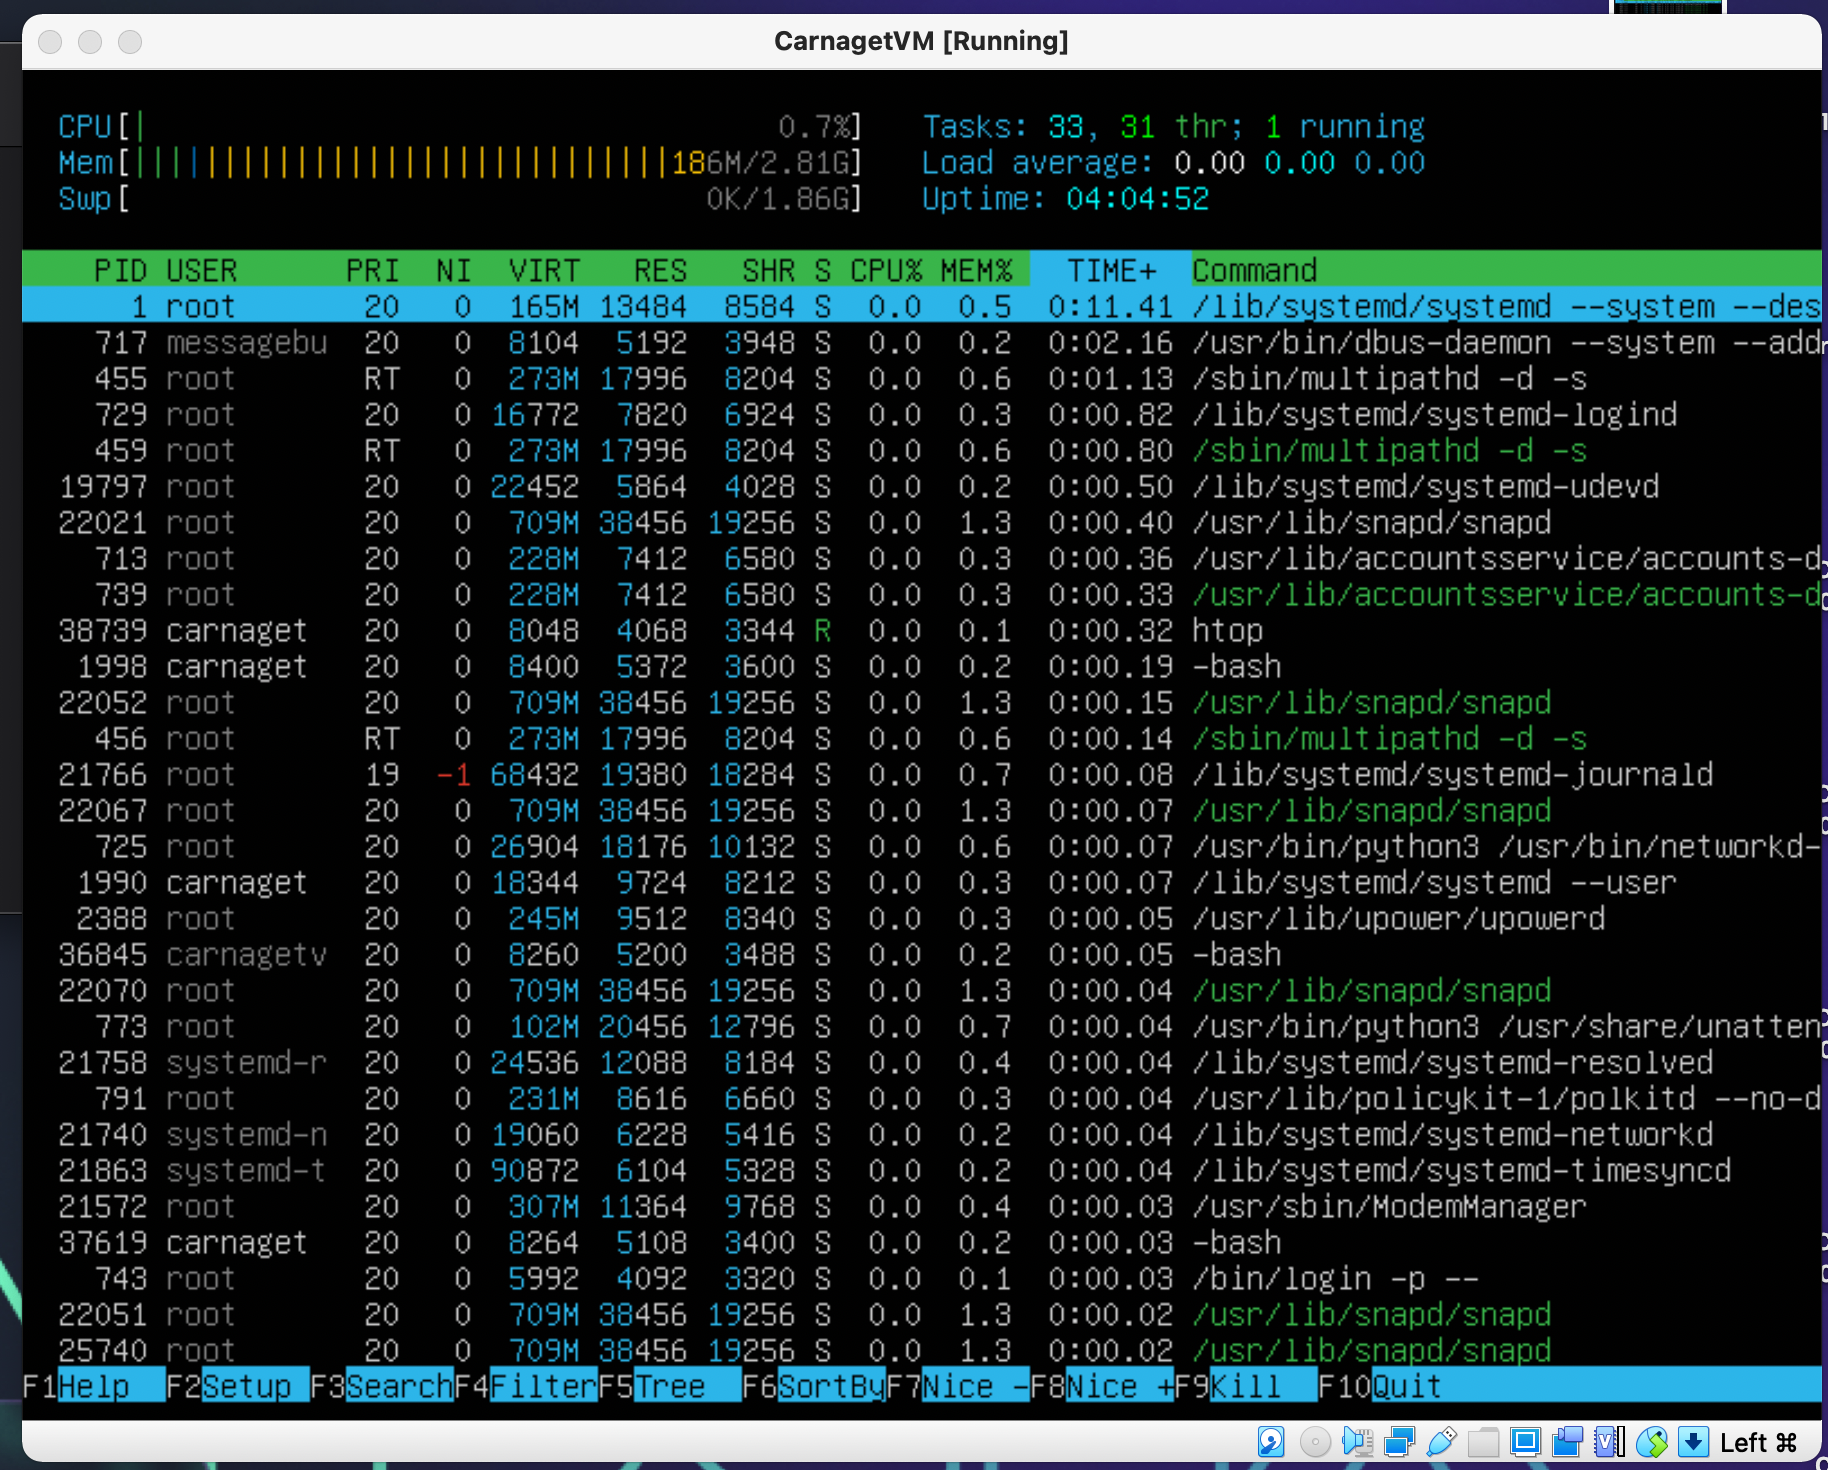 CarnagetVM [Running]
CPU[| 0.7%] Tasks: 33, 31 thr; 1 running
Mem[||||||||||||||||||||||||||||||186M/2.81G] Load average: 0.00 0.00 0.00
Swp[ 0K/1.86G] Uptime: 04:04:52
PID USER PRI NI VIRT RES SHR S CPU% MEM% TIME+ Command
1 root 20 0 165M 13484 8584 S 0.0 0.5 0:11.41 /lib/systemd/systemd --system --des
717 messagebu 20 0 8104 5192 3948 S 0.0 0.2 0:02.16 /usr/bin/dbus-daemon --system --add
455 root RT 0 273M 17996 8204 S 0.0 0.6 0:01.13 /sbin/multipathd -d -s
729 root 20 0 16772 7820 6924 S 0.0 0.3 0:00.82 /lib/systemd/systemd-logind
459 root RT 0 273M 17996 8204 S 0.0 0.6 0:00.80 /sbin/multipathd -d -s
19797 root 20 0 22452 5864 4028 S 0.0 0.2 0:00.50 /lib/systemd/systemd-udevd
22021 root 20 0 709M 38456 19256 S 0.0 1.3 0:00.40 /usr/lib/snapd/snapd
713 root 20 0 228M 7412 6580 S 0.0 0.3 0:00.36 /usr/lib/accountsservice/accounts-d
739 root 20 0 228M 7412 6580 S 0.0 0.3 0:00.33 /usr/lib/accountsservice/accounts-d
38739 carnaget 20 0 8048 4068 3344 R 0.0 0.1 0:00.32 htop
1998 carnaget 20 0 8400 5372 3600 S 0.0 0.2 0:00.19 -bash
22052 root 20 0 709M 38456 19256 S 0.0 1.3 0:00.15 /usr/lib/snapd/snapd
456 root RT 0 273M 17996 8204 S 0.0 0.6 0:00.14 /sbin/multipathd -d -s
21766 root 19 -1 68432 19380 18284 S 0.0 0.7 0:00.08 /lib/systemd/systemd-journald
22067 root 20 0 709M 38456 19256 S 0.0 1.3 0:00.07 /usr/lib/snapd/snapd
725 root 20 0 26904 18176 10132 S 0.0 0.6 0:00.07 /usr/bin/python3 /usr/bin/networkd-
1990 carnaget 20 0 18344 9724 8212 S 0.0 0.3 0:00.07 /lib/systemd/systemd --user
2388 root 20 0 245M 9512 8340 S 0.0 0.3 0:00.05 /usr/lib/upower/upowerd
36845 carnagetv 20 0 8260 5200 3488 S 0.0 0.2 0:00.05 -bash
22070 root 20 0 709M 38456 19256 S 0.0 1.3 0:00.04 /usr/lib/snapd/snapd
773 root 20 0 102M 20456 12796 S 0.0 0.7 0:00.04 /usr/bin/python3 /usr/share/unatten
21758 systemd-r 20 0 24536 12088 8184 S 0.0 0.4 0:00.04 /lib/systemd/systemd-resolved
791 root 20 0 231M 8616 6660 S 0.0 0.3 0:00.04 /usr/lib/policykit-1/polkitd --no-d
21740 systemd-n 20 0 19060 6228 5416 S 0.0 0.2 0:00.04 /lib/systemd/systemd-networkd
21863 systemd-t 20 0 90872 6104 5328 S 0.0 0.2 0:00.04 /lib/systemd/systemd-timesyncd
21572 root 20 0 307M 11364 9768 S 0.0 0.4 0:00.03 /usr/sbin/ModemManager
37619 carnaget 20 0 8264 5108 3400 S 0.0 0.2 0:00.03 -bash
743 root 20 0 5992 4092 3320 S 0.0 0.1 0:00.03 /bin/login -p --
22051 root 20 0 709M 38456 19256 S 0.0 1.3 0:00.02 /usr/lib/snapd/snapd
25740 root 20 0 709M 38456 19256 S 0.0 1.3 0:00.02 /usr/lib/snapd/snapd
F1Help F2Setup F3SearchF4FilterF5Tree F6SortByF7Nice -F8Nice +F9Kill F10Quit
Left ⌘